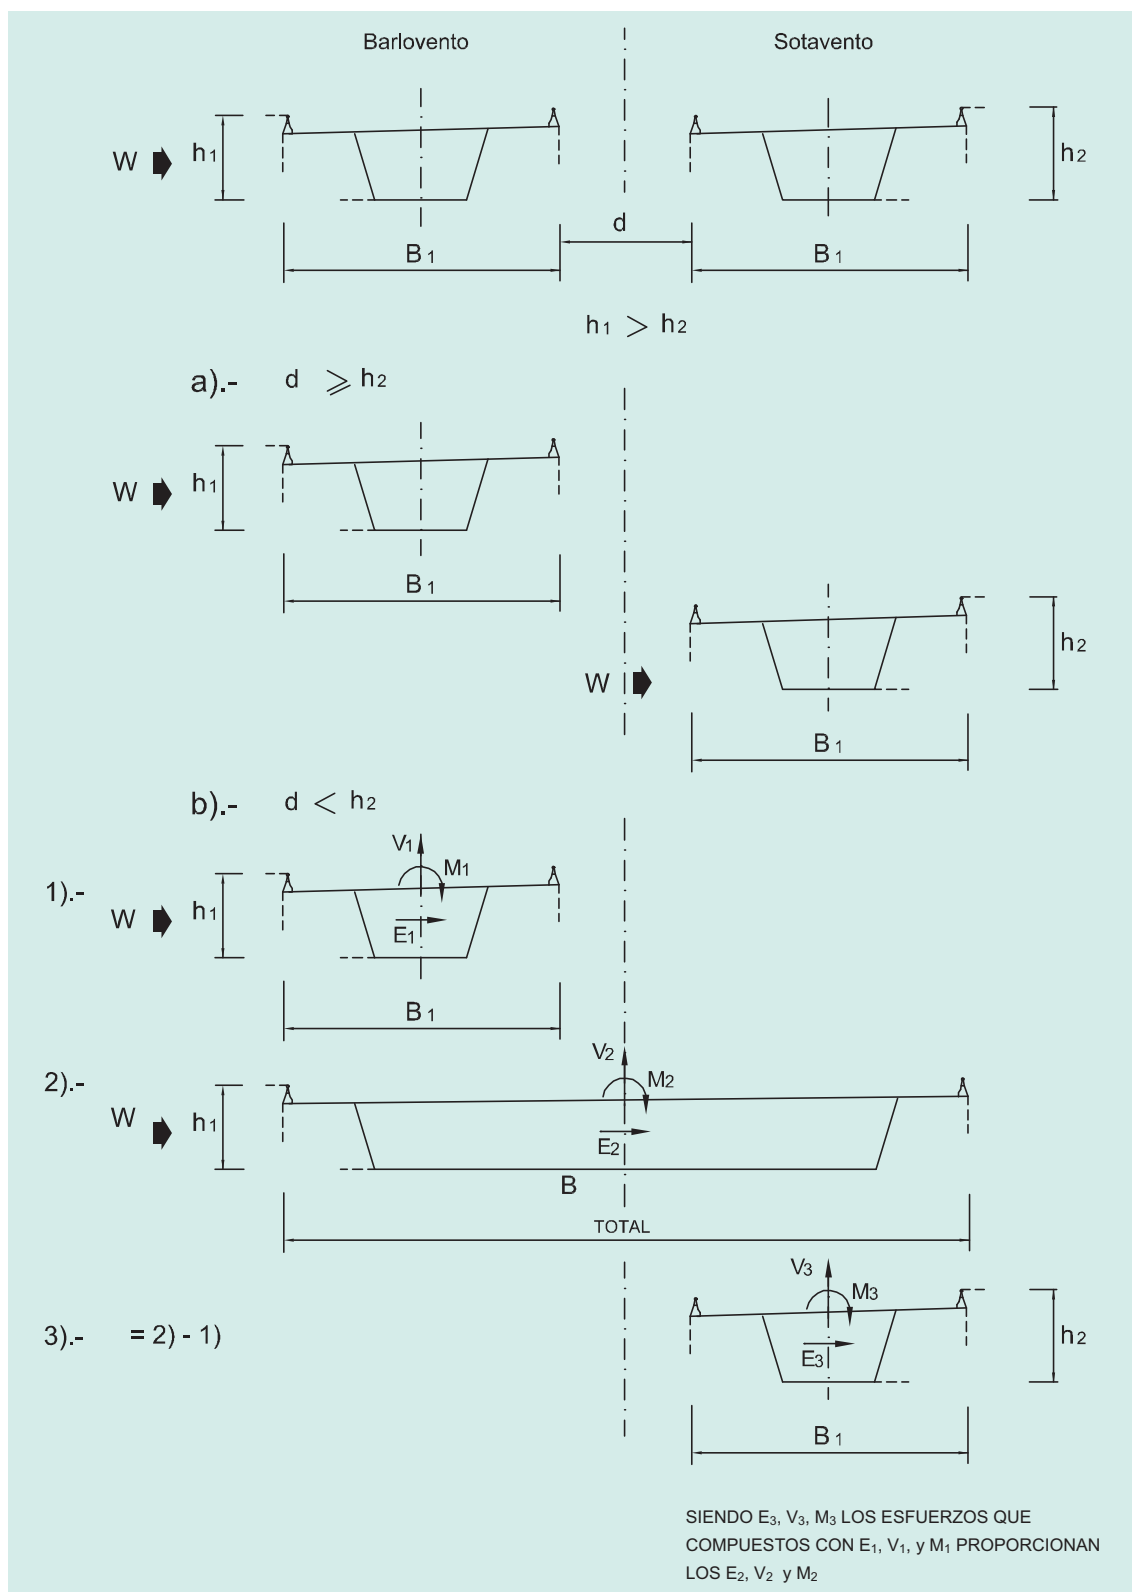 Barlovento Sotavento
W h1 h2
d
B1 B1
h1 > h2
a).- d ⩾ h2
W h1
B1
h2
W
B1
b).- d < h2
V1
M1
1).-
W h1
E1
B1
V2
2).- M2
W h1
E2
B
TOTAL
V3
M3
3).- = 2) - 1)
E3 h2
B1
SIENDO E3, V3, M3 LOS ESFUERZOS QUE
COMPUESTOS CON E1, V1, y M1 PROPORCIONAN
LOS E2, V2 y M2